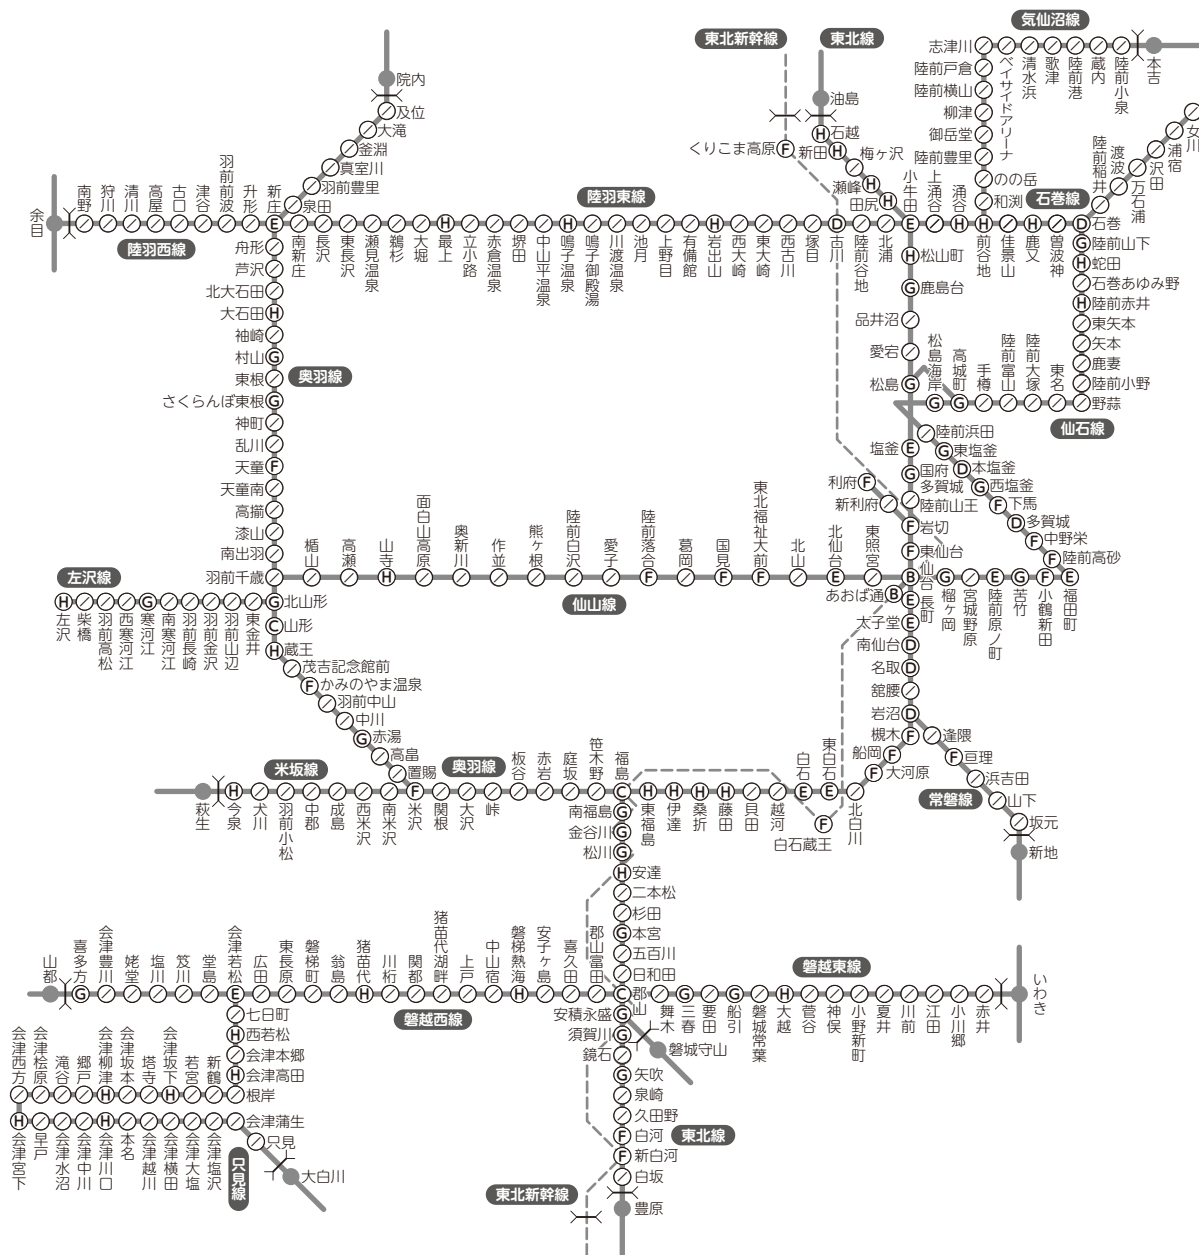 気仙沼線
東北新幹線
東北線
志津川
ベイサイドアリーナ
清水浜
歌津
陸前港
蔵内
陸前小泉
本吉
陸前戸倉
陸前横山
柳津
御岳堂
陸前豊里
のの岳
和渕
院内
及位
大滝
釜淵
真室川
羽前豊里
泉田
油島
石越
新田
梅ヶ沢
瀬峰
田尻
くりこま高原
女川
浦宿
沢田
万石浦
渡波
陸前稲井
石巻線
陸羽東線
陸羽西線
余目
南野
狩川
清川
高屋
古口
津谷
羽前前波
升形
新庄
南新庄
長沢
東長沢
瀬見温泉
鵜杉
大堀
最上
立小路
赤倉温泉
堺田
中山平温泉
鳴子温泉
鳴子御殿湯
川渡温泉
池月
上野目
有備館
岩出山
西大崎
東大崎
西古川
塚目
古川
陸前谷地
北浦
小牛田
上涌谷
涌谷
前谷地
佳景山
鹿又
曽波神
石巻
陸前山下
蛇田
石巻あゆみ野
陸前赤井
東矢本
矢本
鹿妻
陸前小野
野蒜
仙石線
東名
陸前大塚
陸前富山
手樽
高城町
松島海岸
松山町
鹿島台
品井沼
愛宕
松島
塩釜
国府多賀城
陸前山王
岩切
東仙台
利府
新利府
陸前浜田
東塩釜
本塩釜
西塩釜
下馬
多賀城
中野栄
陸前高砂
福田町
小鶴新田
苦竹
陸前原ノ町
宮城野原
榴ヶ岡
仙台
あおば通
舟形
芦沢
北大石田
大石田
袖崎
村山
東根
奥羽線
さくらんぼ東根
神町
乱川
天童
天童南
高擶
漆山
南出羽
羽前千歳
楯山
高瀬
山寺
面白山高原
奥新川
作並
熊ヶ根
陸前白沢
愛子
陸前落合
葛岡
国見
東北福祉大前
北山
北仙台
東照宮
仙山線
左沢線
左沢
柴橋
羽前高松
西寒河江
寒河江
南寒河江
羽前長崎
羽前金沢
羽前山辺
東金井
北山形
山形
蔵王
茂吉記念館前
かみのやま温泉
羽前中山
中川
赤湯
高畠
置賜
長町
太子堂
南仙台
名取
舘腰
岩沼
槻木
船岡
大河原
北白川
東白石
白石
白石蔵王
逢隈
亘理
浜吉田
山下
坂元
新地
常磐線
米坂線
奥羽線
萩生
今泉
犬川
羽前小松
中郡
成島
西米沢
南米沢
米沢
関根
大沢
峠
板谷
赤岩
庭坂
笹木野
福島
東福島
伊達
桑折
藤田
貝田
越河
南福島
金谷川
松川
安達
二本松
杉田
本宮
五百川
日和田
郡山
郡山富田
喜久田
安子ヶ島
磐梯熱海
中山宿
上戸
猪苗代湖畔
関都
川桁
猪苗代
翁島
磐梯町
東長原
広田
会津若松
堂島
笈川
塩川
姥堂
会津豊川
喜多方
山都
磐越西線
磐越東線
舞木
三春
要田
船引
磐城常葉
大越
菅谷
神俣
小野新町
夏井
川前
江田
小川郷
赤井
いわき
安積永盛
磐城守山
須賀川
鏡石
矢吹
泉崎
久田野
白河
東北線
新白河
白坂
東北新幹線
豊原
七日町
西若松
会津本郷
会津高田
根岸
新鶴
若宮
会津坂下
塔寺
会津坂本
会津柳津
郷戸
滝谷
会津桧原
会津西方
会津宮下
早戸
会津水沼
会津中川
会津川口
本名
会津越川
会津横田
会津大塩
会津塩沢
会津蒲生
只見
大白川
只見線